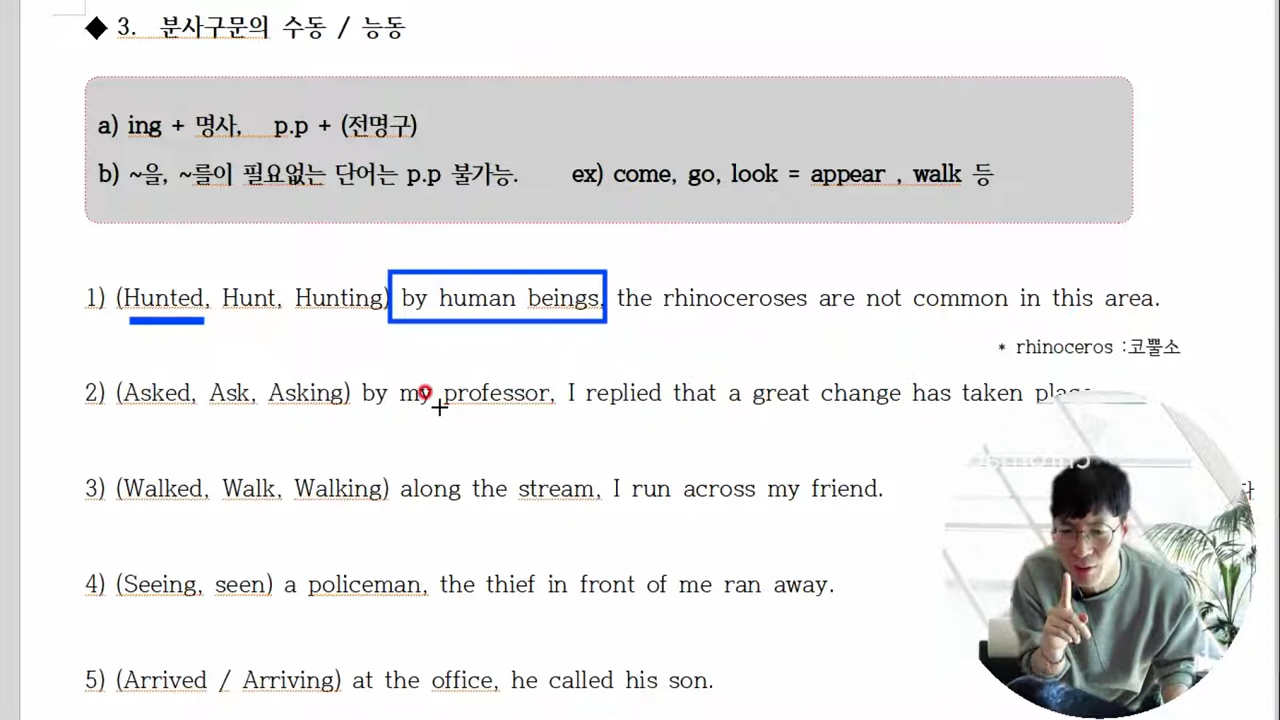 ◆ 3. 분사구문의 수동 / 능동
a) ing + 명사, p.p + (전명구)
b) ~을, ~를이 필요없는 단어는 p.p 불가능. ex) come, go, look = appear , walk 등
1) (Hunted, Hunt, Hunting) by human beings, the rhinoceroses are not common in this area.
* rhinoceros :코뿔소
2) (Asked, Ask, Asking) by my professor, I replied that a great change has taken place
3) (Walked, Walk, Walking) along the stream, I run across my friend.
4) (Seeing, seen) a policeman, the thief in front of me ran away.
5) (Arrived / Arriving) at the office, he called his son.